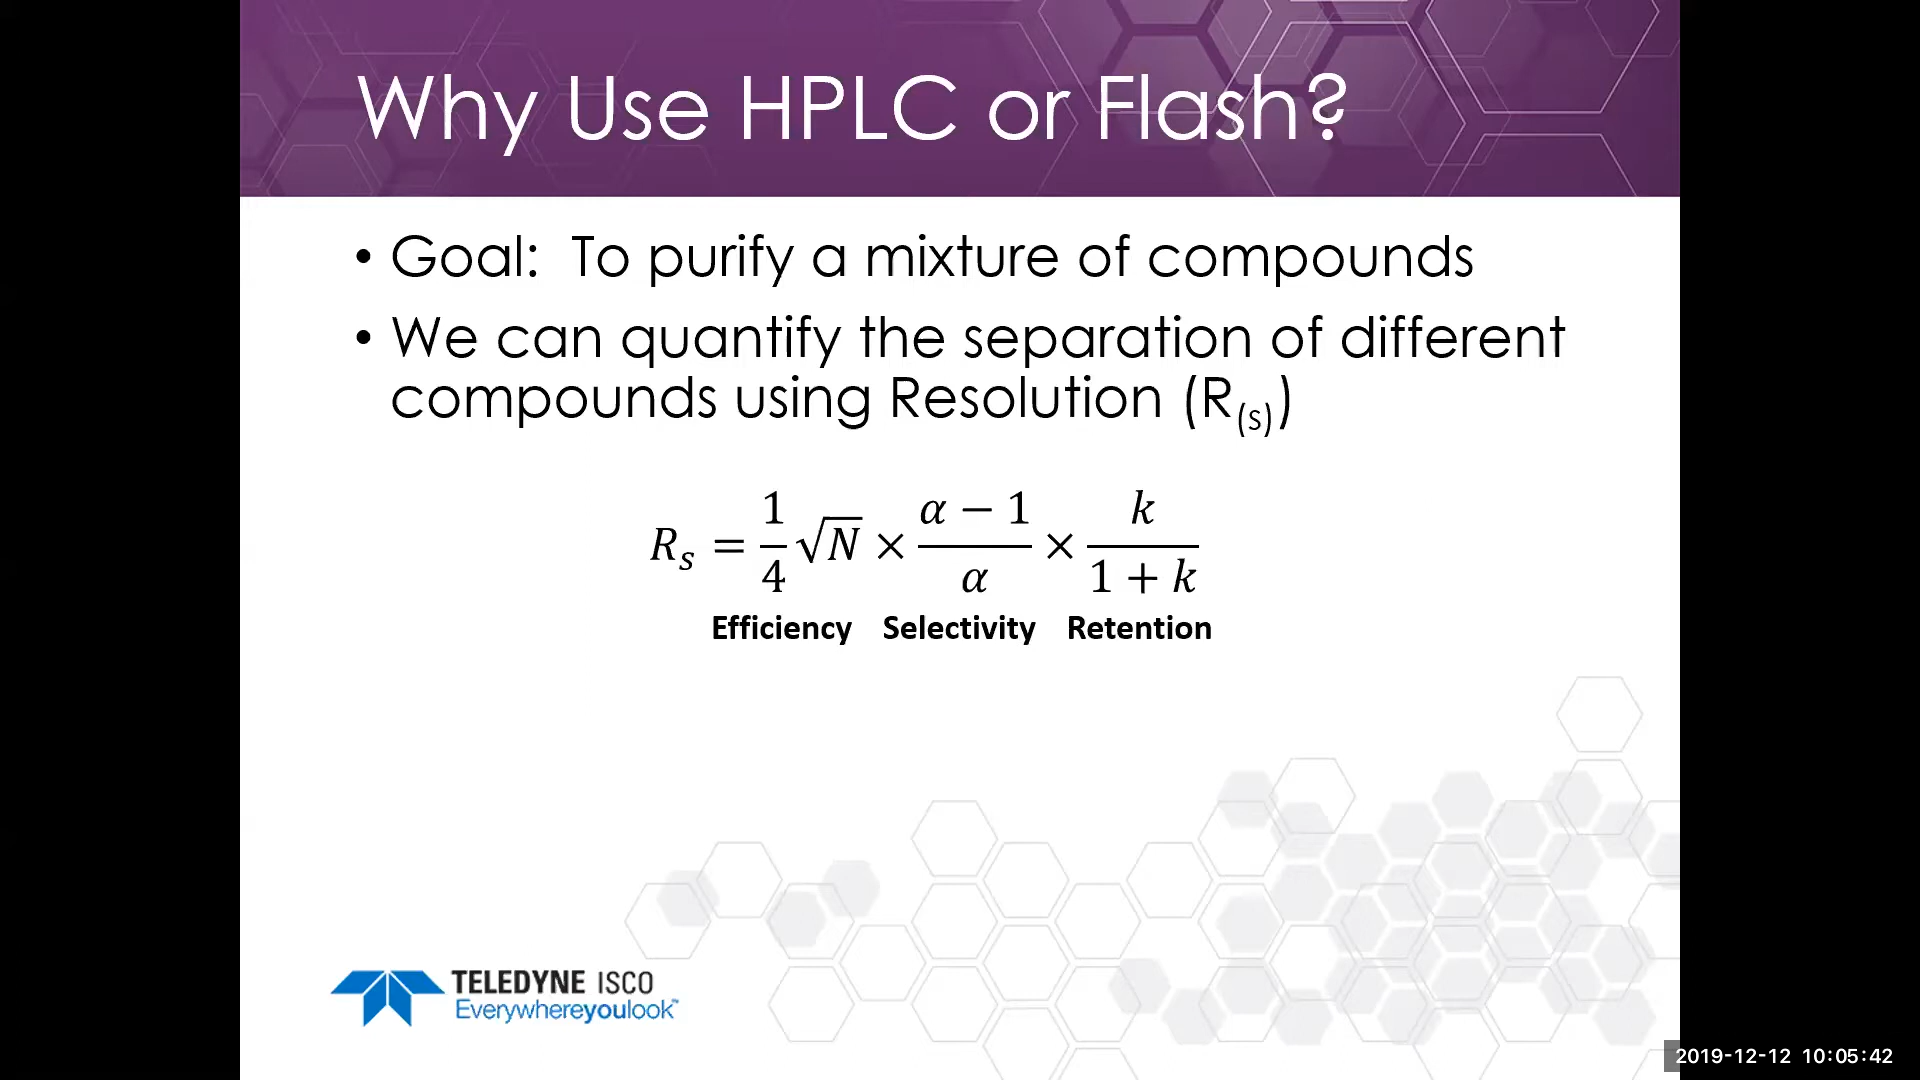 Why Use HPLC or Flash?
• Goal: To purify a mixture of compounds
• We can quantify the separation of different
compounds using Resolution (R(s))
R_s = 1/4 √N × (α − 1)/α × k/(1 + k)
Efficiency Selectivity Retention
TELEDYNE ISCO
Everywhereyoulook™
2019-12-12 10:05:42